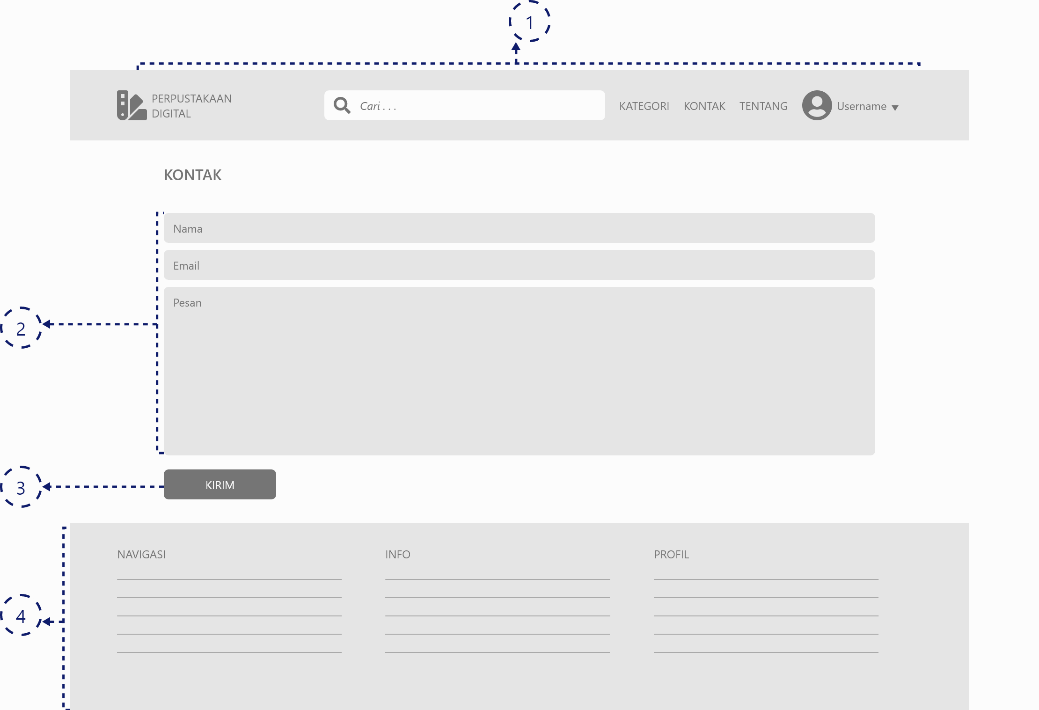 1
PERPUSTAKAAN
DIGITAL
Cari . . .
KATEGORI KONTAK TENTANG Username
KONTAK
Nama
Email
Pesan
2
3
KIRIM
4
NAVIGASI INFO PROFIL